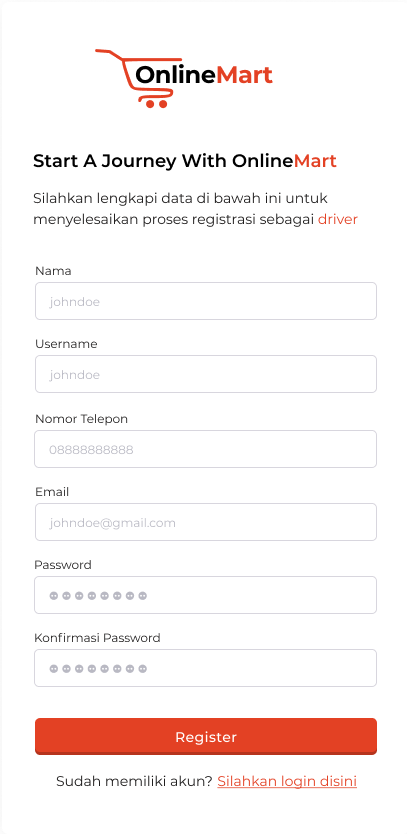 OnlineMart
Start A Journey With OnlineMart
Silahkan lengkapi data di bawah ini untuk
menyelesaikan proses registrasi sebagai driver
Nama
johndoe
Username
johndoe
Nomor Telepon
08888888888
Email
johndoe@gmail.com
Password
Konfirmasi Password
Register
Sudah memiliki akun? Silahkan login disini